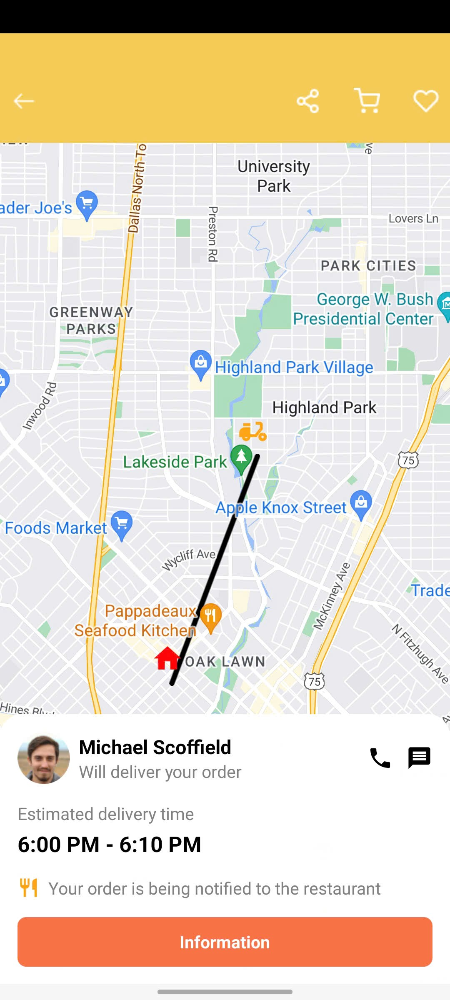 Dallas North To
University
Park
ader Joe's
Preston Rd
Lovers Ln
PARK CITIES
George W. Bush
Presidential Center
GREENWAY
PARKS
Highland Park Village
Inwood Rd
Highland Park
Lakeside Park
75
Apple Knox Street
Foods Market
Wycliff Ave
McKinney Ave
Trade
Pappadeaux
Seafood Kitchen
N Fitzhugh Ave
OAK LAWN
75
Hines Blvd
Michael Scoffield
Will deliver your order
Estimated delivery time
6:00 PM - 6:10 PM
Your order is being notified to the restaurant
Information